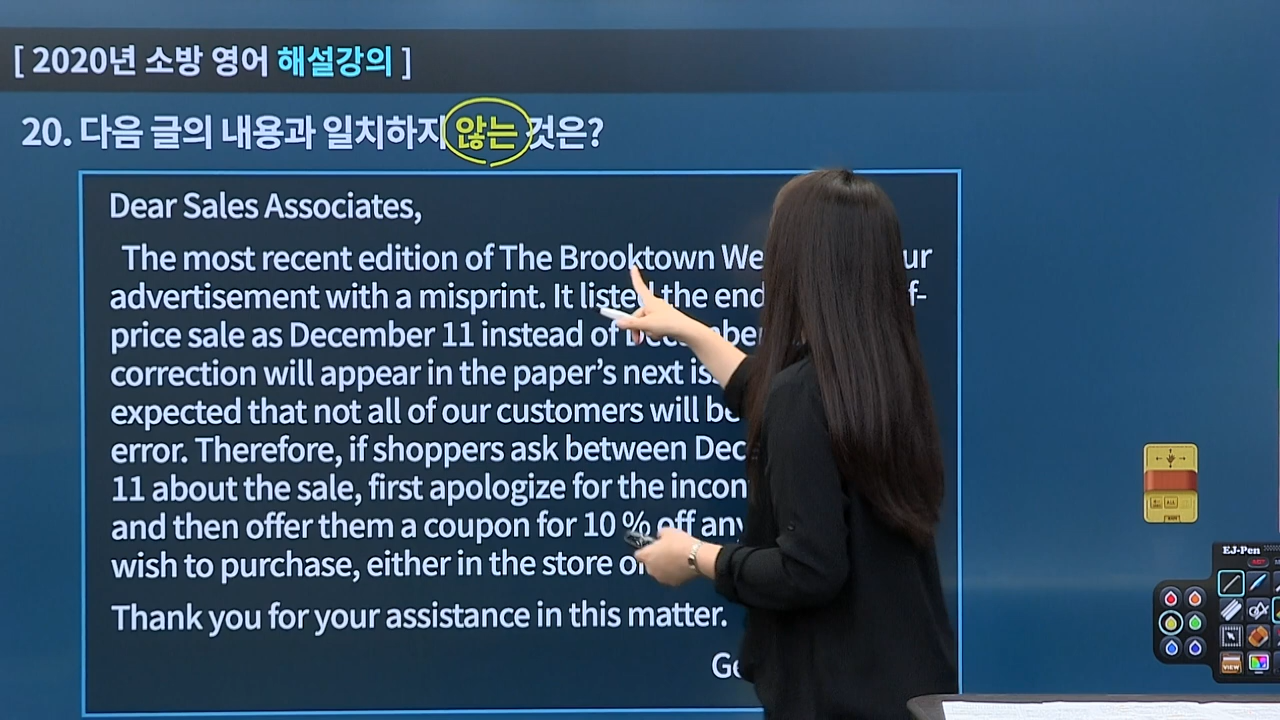 [ 2020년 소방 영어 해설강의 ]
20. 다음 글의 내용과 일치하지 않는 것은?
Dear Sales Associates,
The most recent edition of The Brooktown
advertisement with a misprint. It listed the end
price sale as December 11 instead of
correction will appear in the paper's next
expected that not all of our customers will be
error. Therefore, if shoppers ask between
11 about the sale, first apologize for the
and then offer them a coupon for 10 % off
wish to purchase, either in the store
Thank you for your assistance in this matter.
EJ-Pen
VIEW